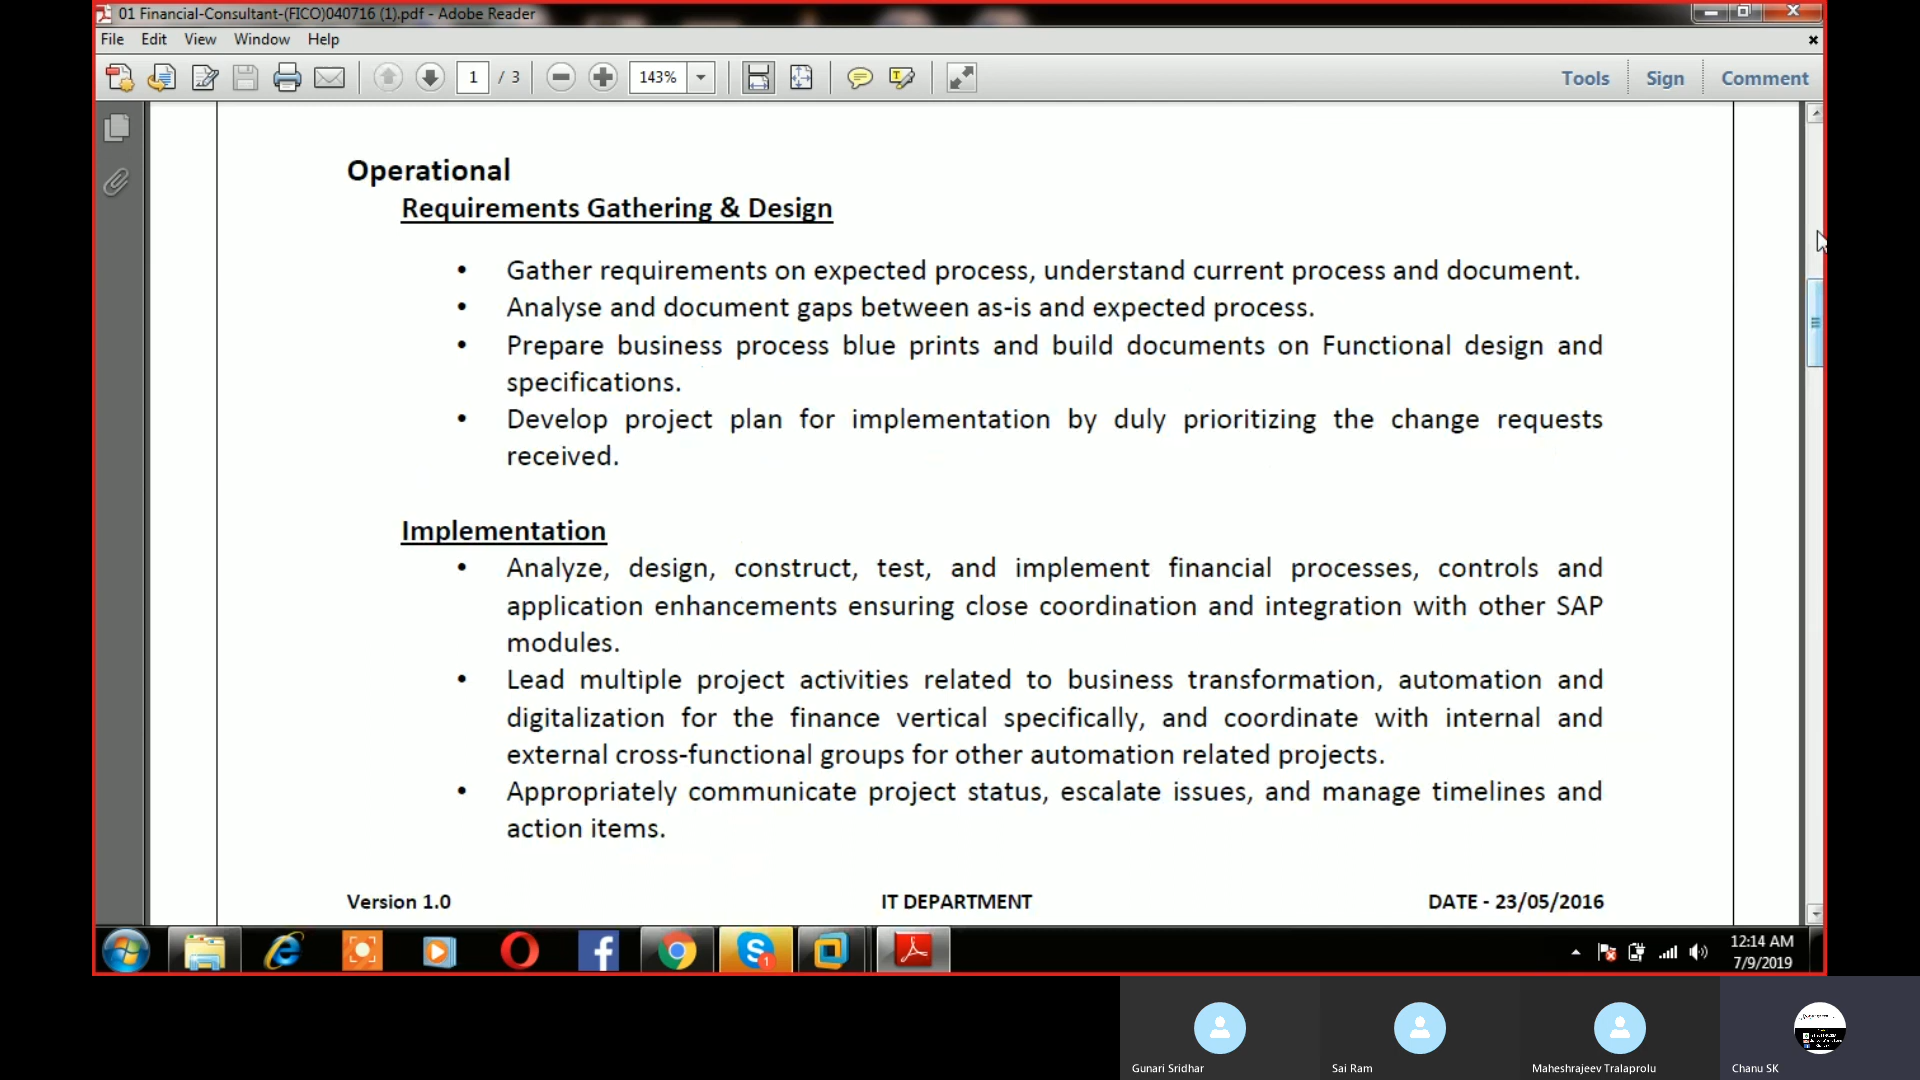 01 Financial-Consultant-(FICO)040716 (1).pdf - Adobe Reader
File Edit View Window Help
1 / 3 143% Tools Sign Comment
Operational
Requirements Gathering & Design
• Gather requirements on expected process, understand current process and document.
• Analyse and document gaps between as-is and expected process.
• Prepare business process blue prints and build documents on Functional design and
specifications.
• Develop project plan for implementation by duly prioritizing the change requests
received.
Implementation
• Analyze, design, construct, test, and implement financial processes, controls and
application enhancements ensuring close coordination and integration with other SAP
modules.
• Lead multiple project activities related to business transformation, automation and
digitalization for the finance vertical specifically, and coordinate with internal and
external cross-functional groups for other automation related projects.
• Appropriately communicate project status, escalate issues, and manage timelines and
action items.
Version 1.0 IT DEPARTMENT DATE - 23/05/2016
12:14 AM
7/9/2019
Gunari Sridhar Sai Ram Maheshrajeev Tralaprolu Chanu SK